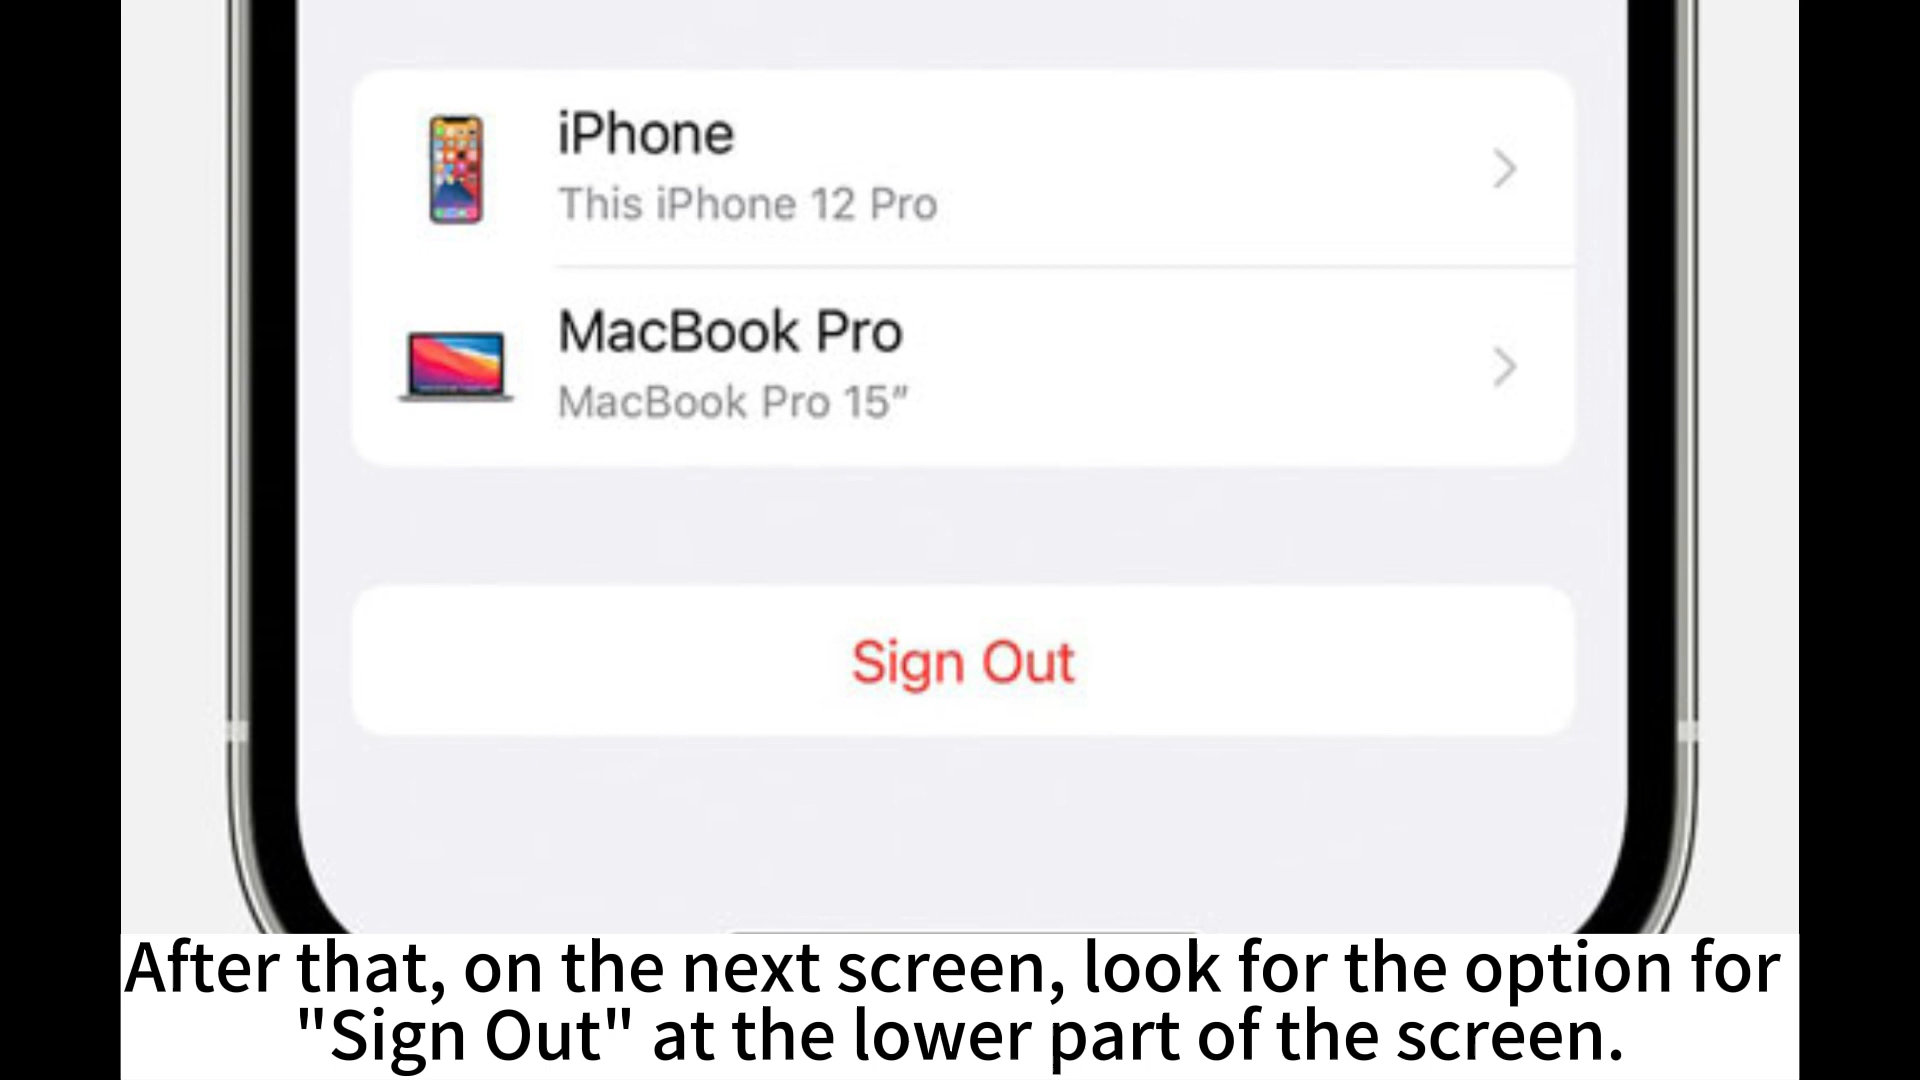 iPhone
This iPhone 12 Pro
MacBook Pro
MacBook Pro 15”
Sign Out
After that, on the next screen, look for the option for
"Sign Out" at the lower part of the screen.